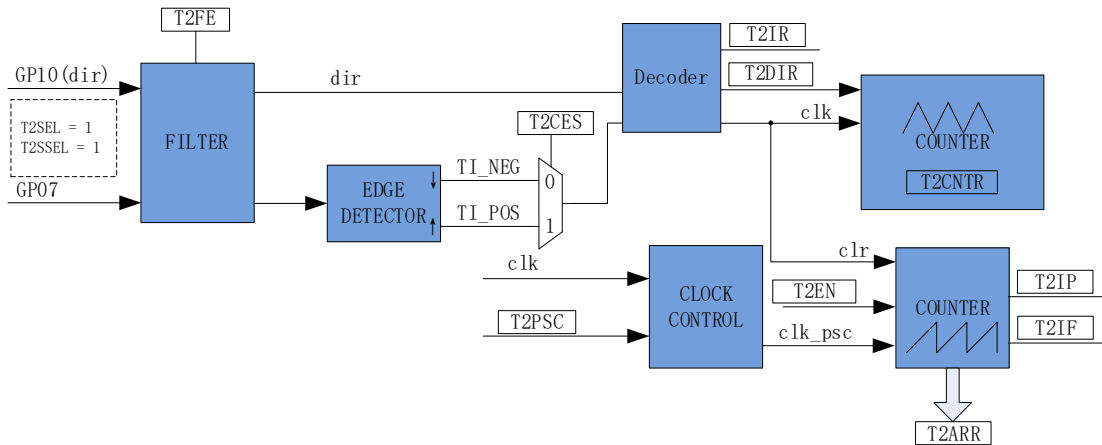 T2FE
T2IR
GP10(dir)
dir
Decoder
T2DIR
T2SEL = 1
T2SSEL = 1
FILTER
T2CES
clk
COUNTER
TI_NEG
0
EDGE
DETECTOR
T2CNTR
GP07
TI_POS
1
clk
clr
CLOCK
CONTROL
T2EN
T2IP
COUNTER
T2PSC
clk_psc
T2IF
T2ARR